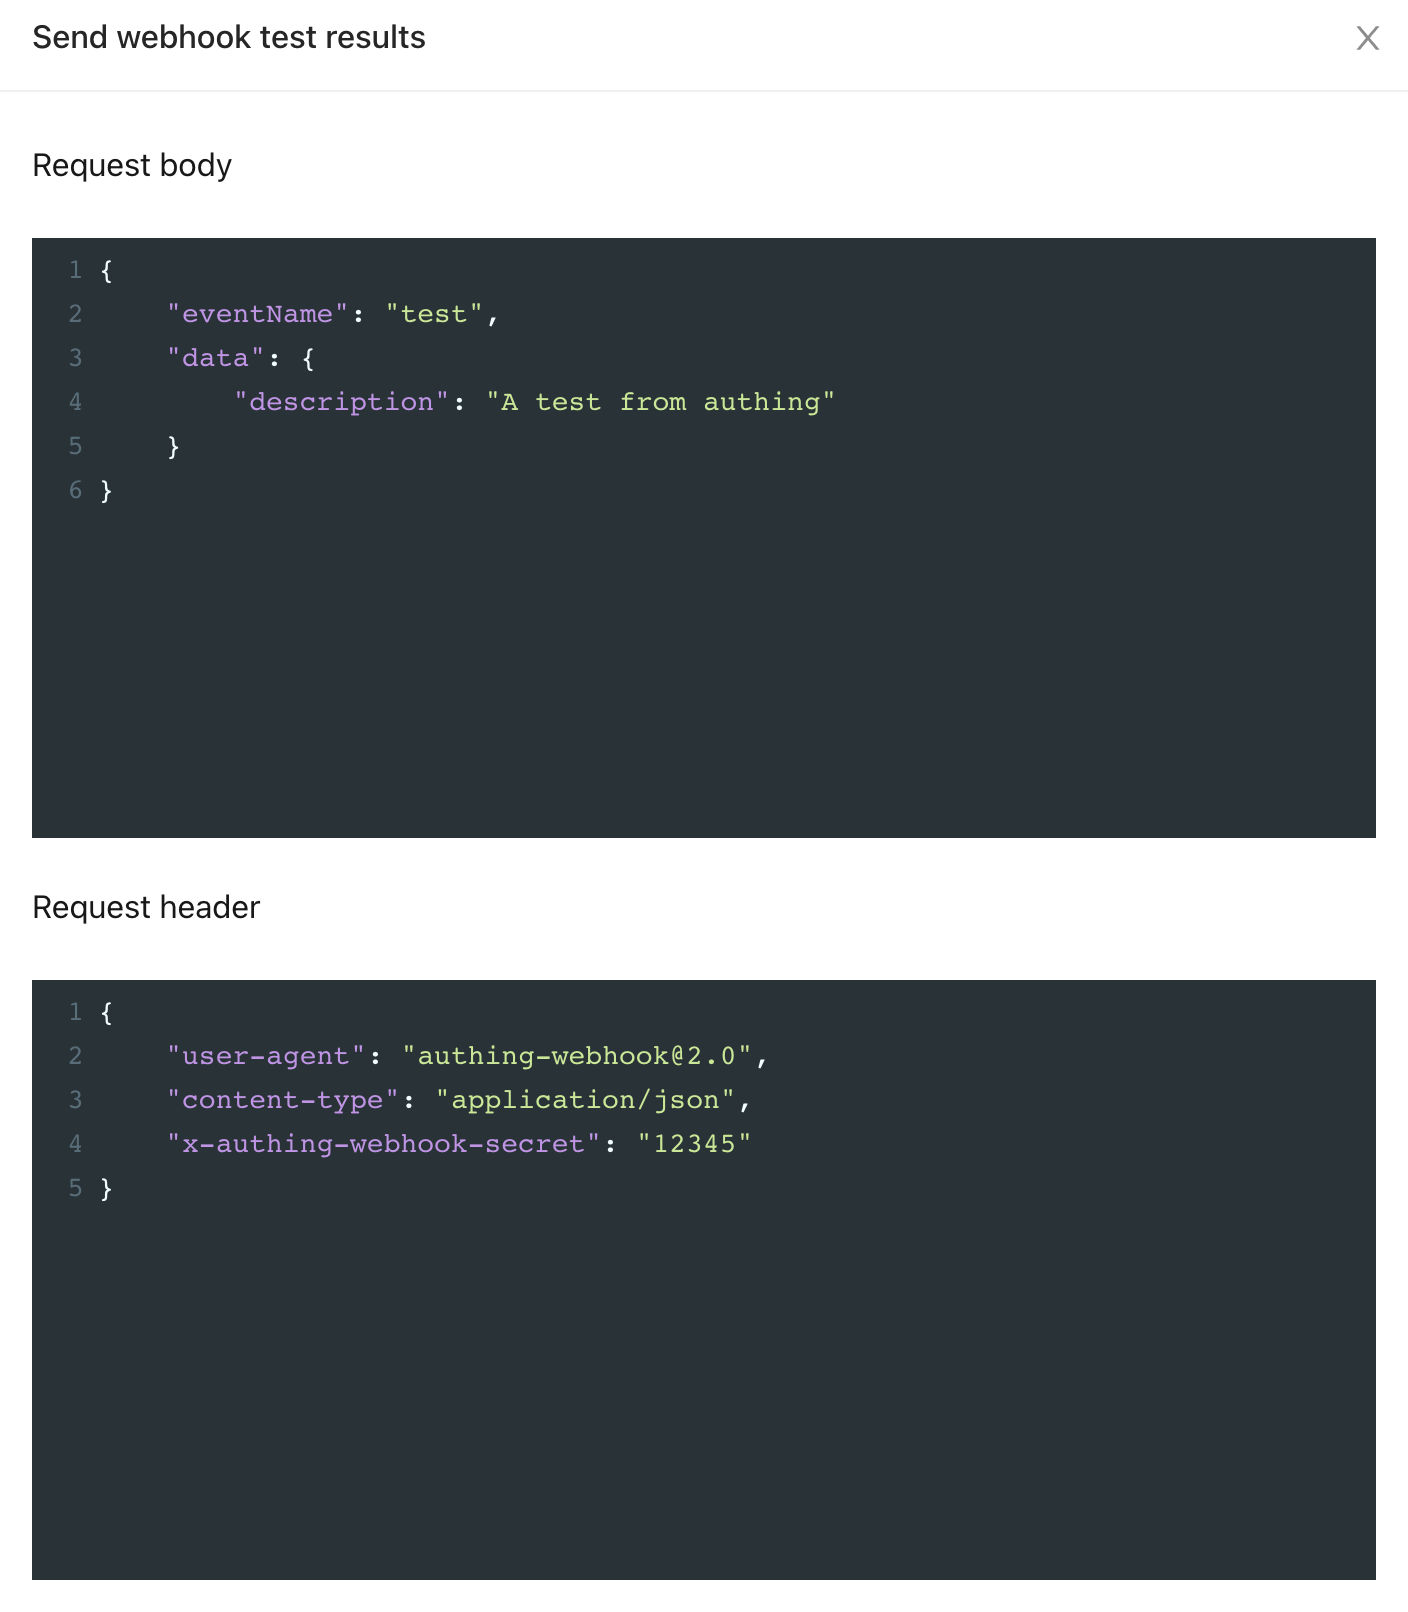 Send webhook test results
Request body
1 {
2     "eventName": "test",
3     "data": {
4         "description": "A test from authing"
5     }
6 }
Request header
1 {
2     "user-agent": "authing-webhook@2.0",
3     "content-type": "application/json",
4     "x-authing-webhook-secret": "12345"
5 }